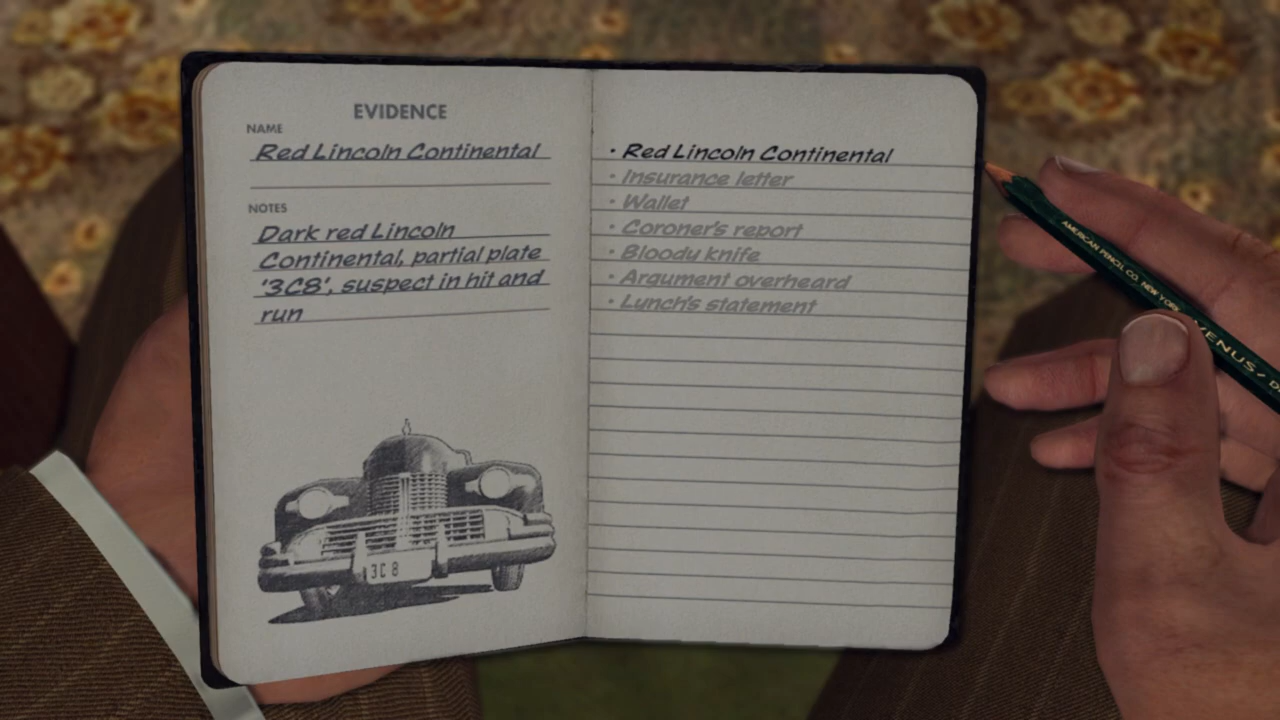 EVIDENCE
NAME
Red Lincoln Continental
NOTES
Dark red Lincoln
Continental, partial plate
'3C8', suspect in hit and
run
3C 8
• Red Lincoln Continental
• Insurance letter
• Wallet
• Coroner's report
• Bloody knife
• Argument overheard
• Lunch's statement
AMERICAN PENCIL CO. NEW YORK
VENUS